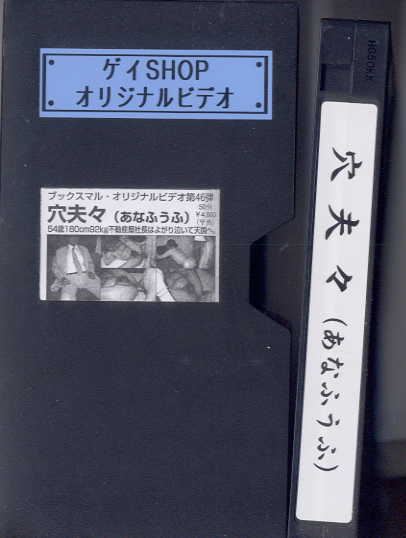 ゲイSHOP
オリジナルビデオ
ブックスマル・オリジナルビデオ第46弾
穴夫々（あなふうふ）
50分
¥4,800
54歳180cm92kg不動産屋社長はよがり泣いて天国へ
HG50KK
穴夫々（あなふうふ）